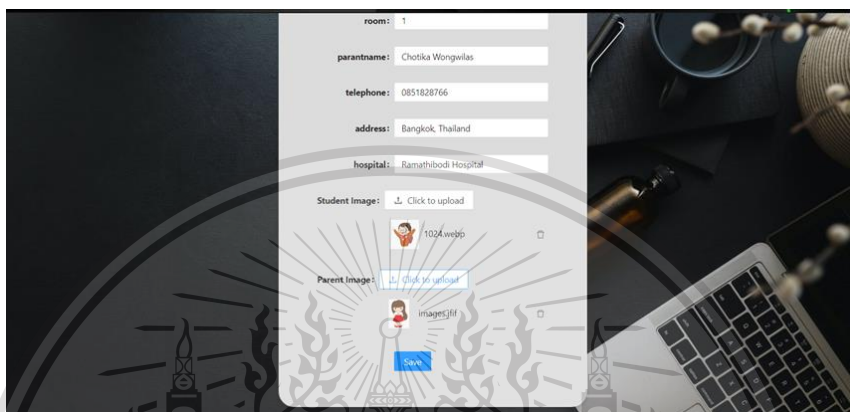 room: 1
parantname: Chotika Wongwilas
telephone: 0851828766
address: Bangkok, Thailand
hospital: Ramathibodi Hospital
Student Image: Click to upload
1024.webp
Parent Image: Click to upload
images.jfif
Save